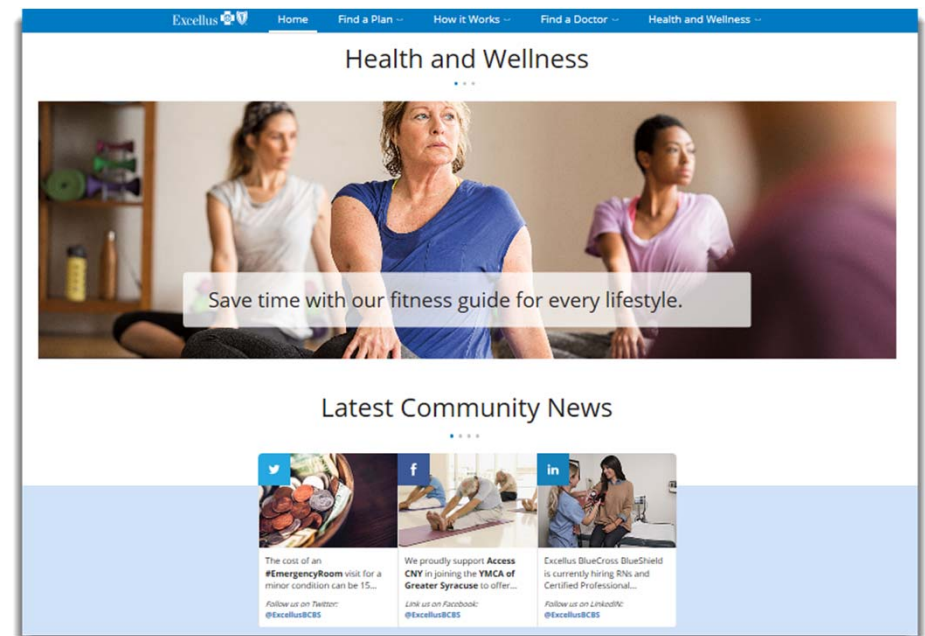 Excellus Home Find a Plan How it Works Find a Doctor Health and Wellness
Health and Wellness
Save time with our fitness guide for every lifestyle.
Latest Community News
The cost of an
#EmergencyRoom visit for a
minor condition can be 15...
Follow us on Twitter:
@ExcellusBCBS
We proudly support Access
CNY in joining the YMCA of
Greater Syracuse to offer...
Link us on Facebook:
@ExcellusBCBS
Excellus BlueCross BlueShield
is currently hiring RNs and
Certified Professional...
Follow us on LinkedIN:
@ExcellusBCBS